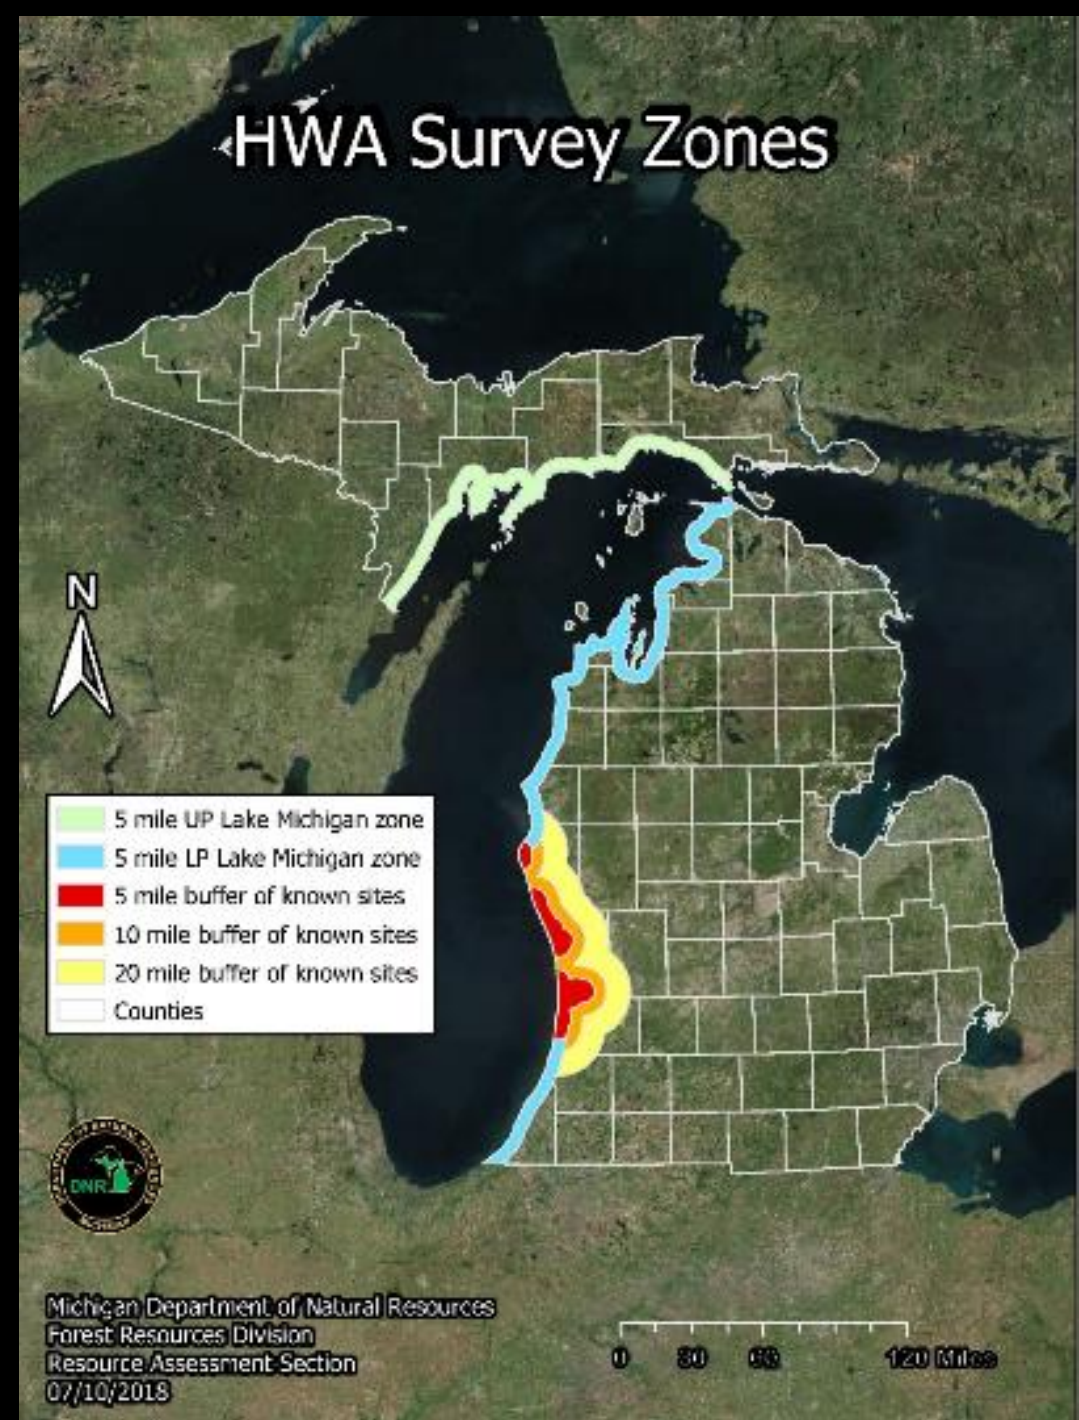 HWA Survey Zones
N
5 mile UP Lake Michigan zone
5 mile LP Lake Michigan zone
5 mile buffer of known sites
10 mile buffer of known sites
20 mile buffer of known sites
Counties
DNR
Michigan Department of Natural Resources
Forest Resources Division
Resource Assessment Section
07/10/2018
0 30 60 120 Miles